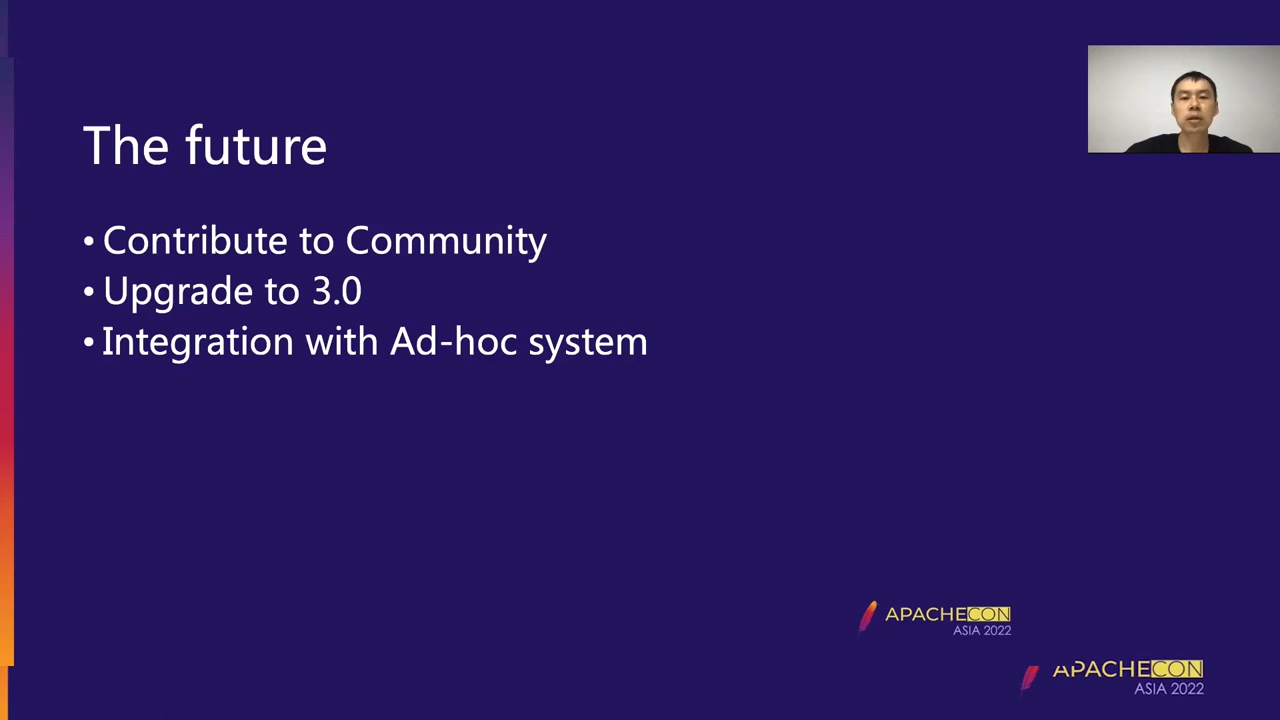 The future
• Contribute to Community
• Upgrade to 3.0
• Integration with Ad-hoc system
APACHECON
ASIA 2022
APACHECON
ASIA 2022